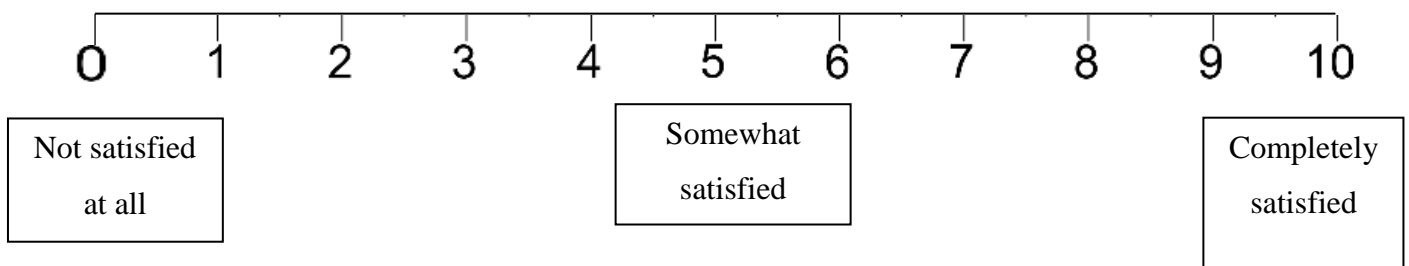 0 1 2 3 4 5 6 7 8 9 10
Not satisfied
at all
Somewhat
satisfied
Completely
satisfied